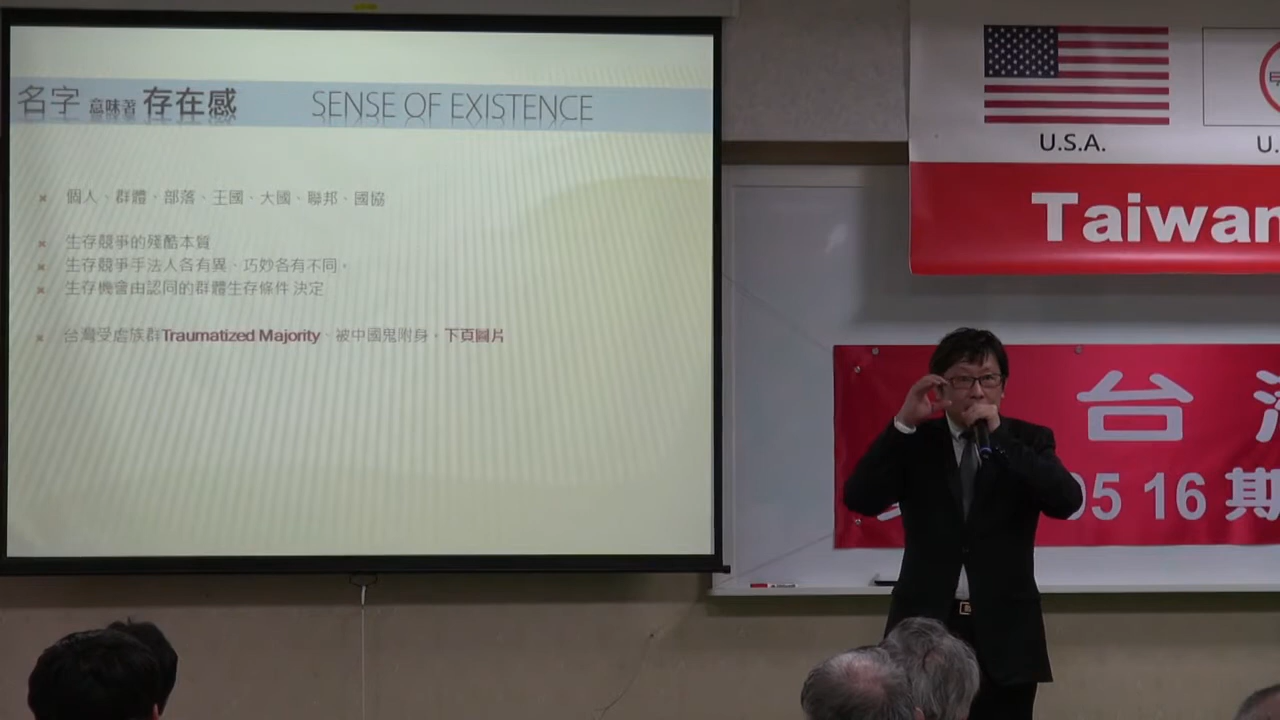 名字 意味著 存在感 SENSE OF EXISTENCE
個人、群體、部落、王國、大國、聯邦、國協
生存競爭的殘酷本質
生存競爭手法人各有異、巧妙各有不同。
生存機會由認同的群體生存條件 決定
台灣受虐族群Traumatized Majority、被中國鬼附身。下頁圖片
U.S.A.
U.
Taiwan
台
05 16 期